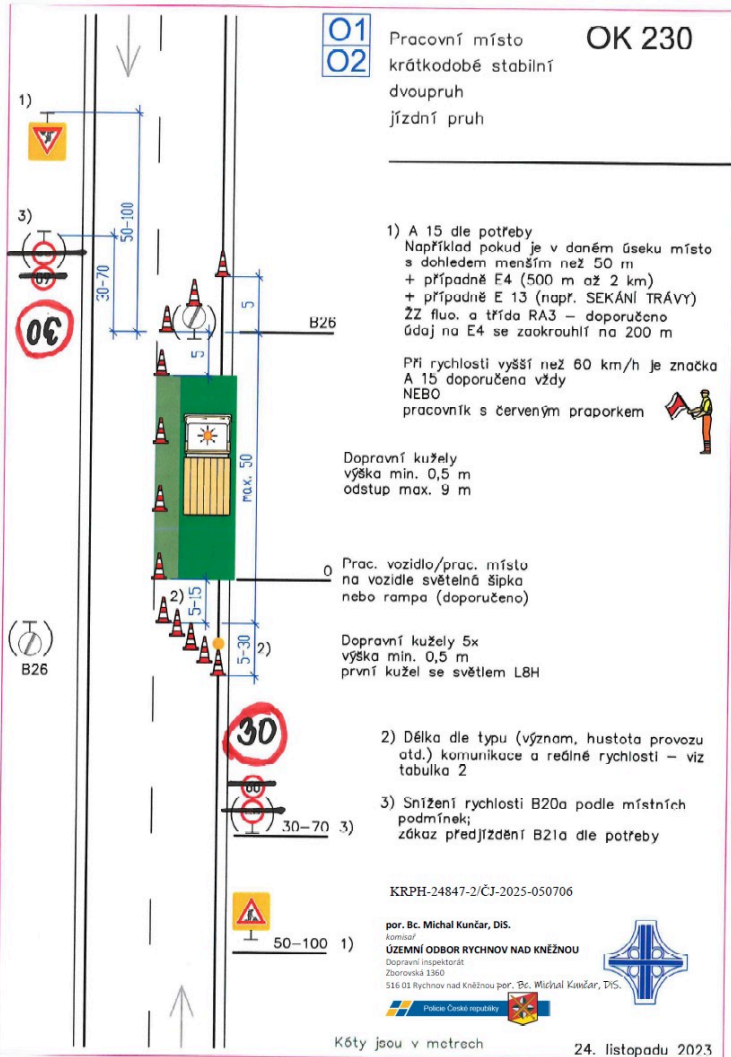 O1
O2
Pracovní místo
krátkodobé stabilní
dvoupruh
jízdní pruh
OK 230
1)
3)
50-100
30-70
30
5
B26
5
max. 50
1) A 15 dle potřeby
Například pokud je v daném úseku místo
s dohledem menším než 50 m
+ případně E4 (500 m až 2 km)
+ případně E 13 (např. SEKÁNÍ TRÁVY)
ŽZ fluo. a třída RA3 – doporučeno
údaj na E4 se zaokrouhlí na 200 m
Při rychlosti vyšší než 60 km/h je značka
A 15 doporučena vždy
NEBO
pracovník s červeným praporkem
Dopravní kužely
výška min. 0,5 m
odstup max. 9 m
0
Prac. vozidlo/prac. místo
na vozidle světelná šipka
nebo rampa (doporučeno)
2)
5-15
5-30
2)
B26
Dopravní kužely 5x
výška min. 0,5 m
první kužel se světlem L8H
30
2) Délka dle typu (význam, hustota provozu
atd.) komunikace a reálné rychlosti – viz
tabulka 2
3) Snížení rychlosti B20a podle místních
podmínek;
zákaz předjíždění B21a dle potřeby
30-70 3)
50-100 1)
KRPH-24847-2/ČJ-2025-050706
por. Bc. Michal Kunčar, DiS.
komisař
ÚZEMNÍ ODBOR RYCHNOV NAD KNĚŽNOU
Dopravní inspektorát
Zborovská 1360
516 01 Rychnov nad Kněžnou por. Bc. Michal Kunčar, DiS.
Policie České republiky
Kóty jsou v metrech
24. listopadu 2023